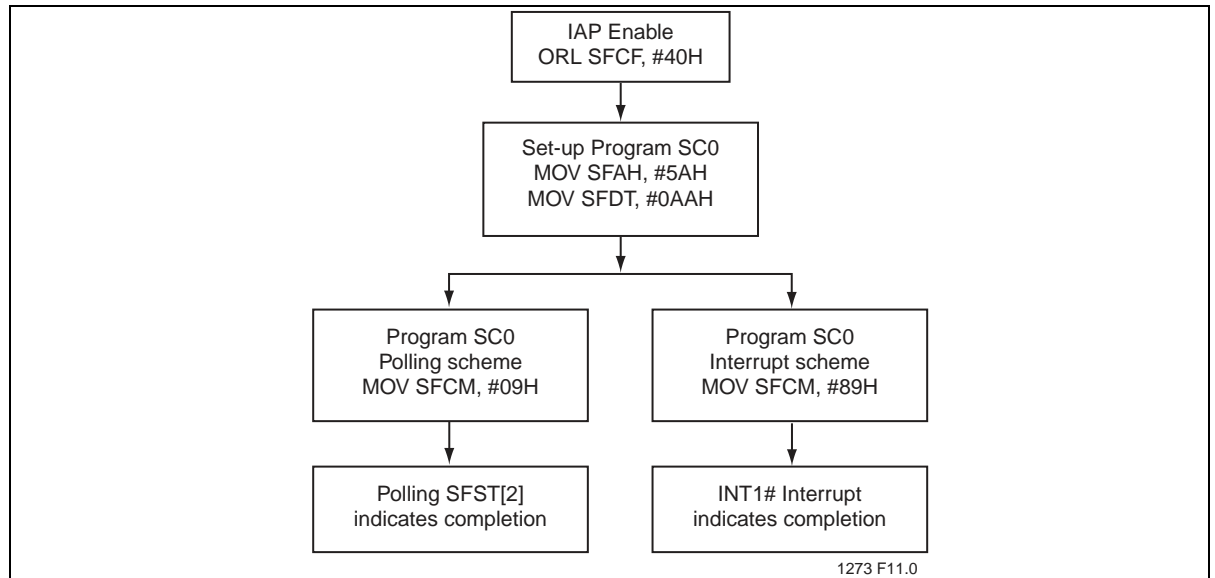 IAP Enable
ORL SFCF, #40H
Set-up Program SC0
MOV SFAH, #5AH
MOV SFDT, #0AAH
Program SC0
Polling scheme
MOV SFCM, #09H
Program SC0
Interrupt scheme
MOV SFCM, #89H
Polling SFST[2]
indicates completion
INT1# Interrupt
indicates completion
1273 F11.0